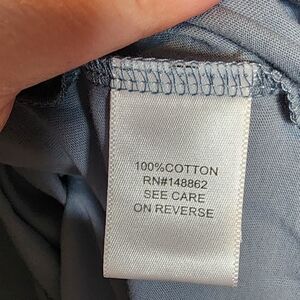 100%COTTON
RN#148862
SEE CARE
ON REVERSE